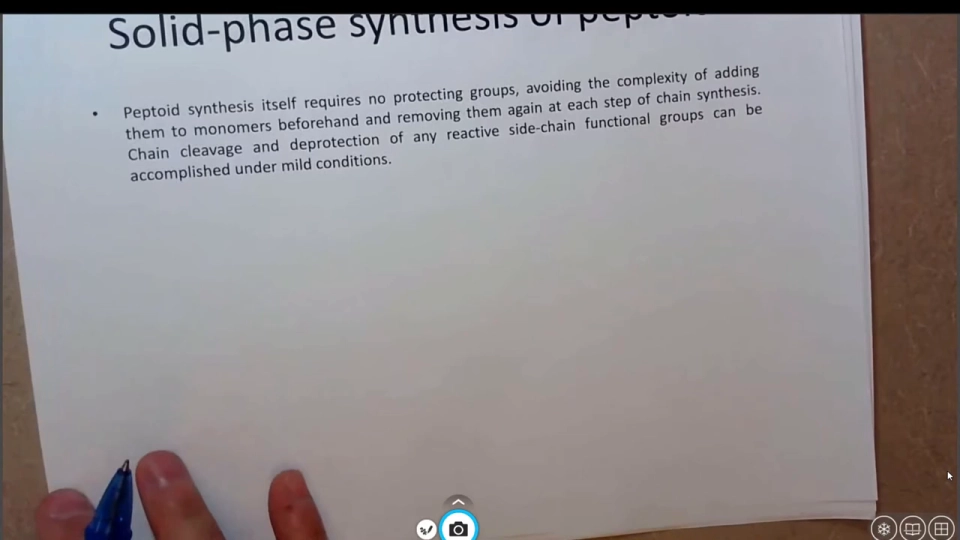 Solid-phase synthesis of
• Peptoid synthesis itself requires no protecting groups, avoiding the complexity of adding
them to monomers beforehand and removing them again at each step of chain synthesis.
Chain cleavage and deprotection of any reactive side-chain functional groups can be
accomplished under mild conditions.